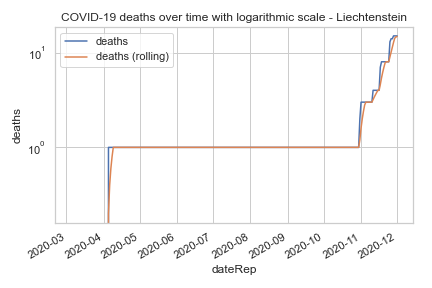 COVID-19 deaths over time with logarithmic scale - Liechtenstein
deaths
deaths (rolling)
10¹
10⁰
deaths
2020-03
2020-04
2020-05
2020-06
2020-07
2020-08
2020-09
2020-10
2020-11
2020-12
dateRep